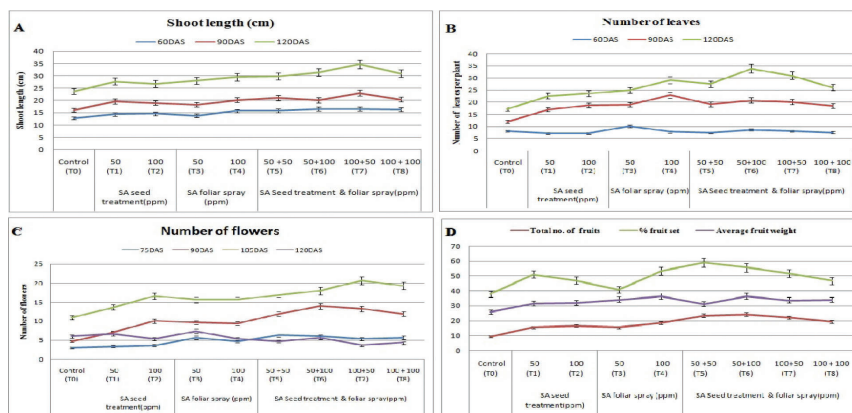 A
Shoot length (cm)
60DAS 90DAS 120DAS
Shoot length (cm)
40
35
30
25
20
15
10
5
0
Control (T0)
50 (T1)
100 (T2)
50 (T3)
100 (T4)
50 +50 (T5)
50+100 (T6)
100+50 (T7)
100+100 (T8)
SA seed treatment(ppm)
SA foliar spray (ppm)
SA Seed treatment & foliar spray(ppm)
B
Number of leaves
60DAS 90DAS 120DAS
Number of leaves per plant
40
35
30
25
20
15
10
5
0
Control (T0)
50 (T1)
100 (T2)
50 (T3)
100 (T4)
50 +50 (T5)
50+100 (T6)
100+50 (T7)
100 + 100 (T8)
SA seed treatment(ppm)
SA foliar spray (ppm)
SA Seed treatment & foliar spray(ppm)
C
Number of flowers
75DAS 90DAS 105DAS 120DAS
Number of flowers
25
20
15
10
5
0
Control (T0)
50 (T1)
100 (T2)
50 (T3)
100 (T4)
50 +50 (T5)
50+100 (T6)
100+50 (T7)
100 + 100 (T8)
SA seed treatment(ppm)
SA foliar spray (ppm)
SA Seed treatment & foliar spray(ppm)
D
Total no. of fruits % fruit set Average fruit weight
70
60
50
40
30
20
10
0
Control (T0)
50 (T1)
100 (T2)
50 (T3)
100 (T4)
50 +50 (T5)
50+100 (T6)
100+50 (T7)
100 + 100 (T8)
SA seed treatment(ppm)
SA foliar spray (ppm)
SA Seed treatment & foliar spray(ppm)